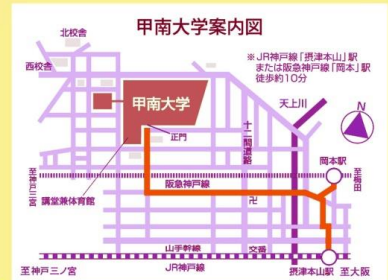 甲南大学案内図
北校舎
西校舎
※JR神戸線「摂津本山」駅
または阪急神戸線「岡本」駅
徒歩約10分
天上川
N
甲南大学
正門
十二間道路
岡本駅
至神戸三宮
阪急神戸線
至梅田
講堂兼体育館
卍
山手幹線
交番
至神戸三ノ宮
JR神戸線
摂津本山駅
至大阪